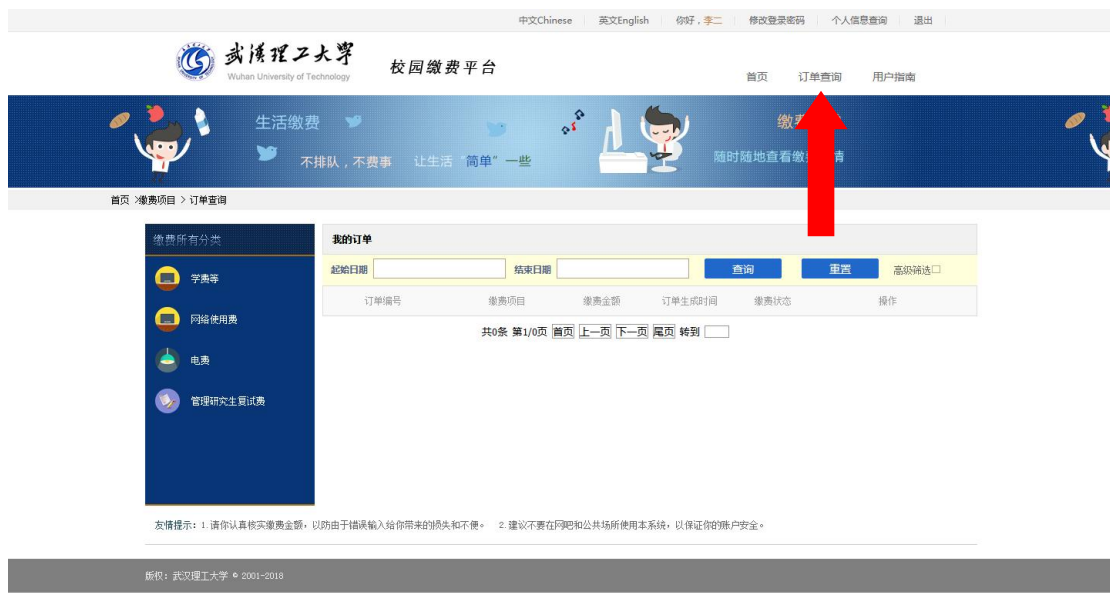 中文Chinese 英文English 你好，李二 修改登录密码 个人信息查询 退出
武汉理工大学 校园缴费平台
Wuhan University of Technology
首页 订单查询 用户指南
生活缴费
不排队，不费事 让生活“简单”一些
随时随地查看缴
首页 >缴费项目 > 订单查询
缴费所有分类
学费等
网络使用费
电费
管理研究生复试费
我的订单
起始日期 结束日期 查询 重置 高级筛选
订单编号 缴费项目 缴费金额 订单生成时间 缴费状态 操作
共0条 第1/0页 首页 上一页 下一页 尾页 转到
友情提示：1.请你认真核实缴费金额，以防由于错误输入给你带来的损失和不便。 2.建议不要在网吧和公共场所使用本系统，以保证你的账户安全。
版权：武汉理工大学 © 2001-2018